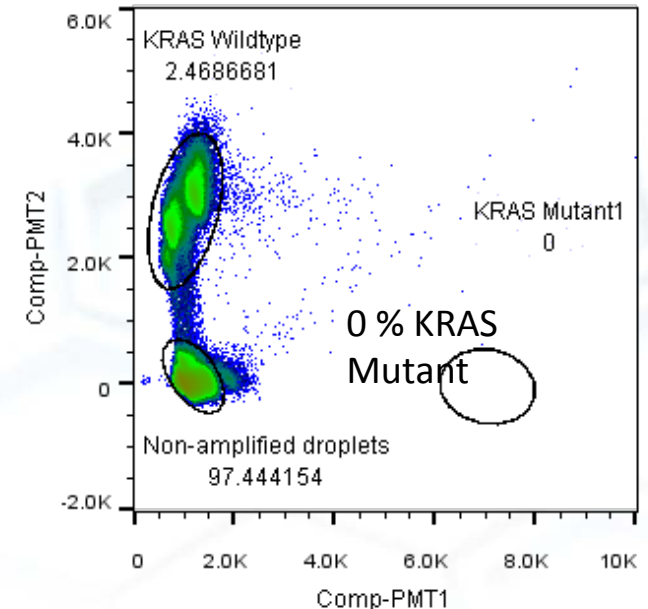 6.0K
KRAS Wildtype
2.4686681
4.0K
Comp-PMT2
KRAS Mutant1
0
2.0K
0 % KRAS
Mutant
0
Non-amplified droplets
97.444154
-2.0K
0 2.0K 4.0K 6.0K 8.0K 10K
Comp-PMT1